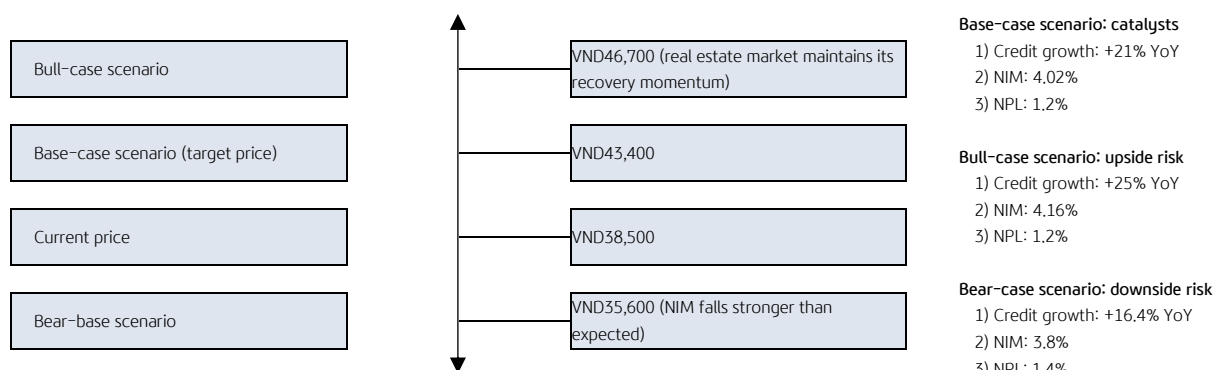 Bull-case scenario
VND46,700 (real estate market maintains its
recovery momentum)
Base-case scenario (target price)
VND43,400
Current price
VND38,500
Bear-base scenario
VND35,600 (NIM falls stronger than
expected)
Base-case scenario: catalysts
1) Credit growth: +21% YoY
2) NIM: 4.02%
3) NPL: 1.2%
Bull-case scenario: upside risk
1) Credit growth: +25% YoY
2) NIM: 4.16%
3) NPL: 1.2%
Bear-case scenario: downside risk
1) Credit growth: +16.4% YoY
2) NIM: 3.8%
3) NPL: 1.4%